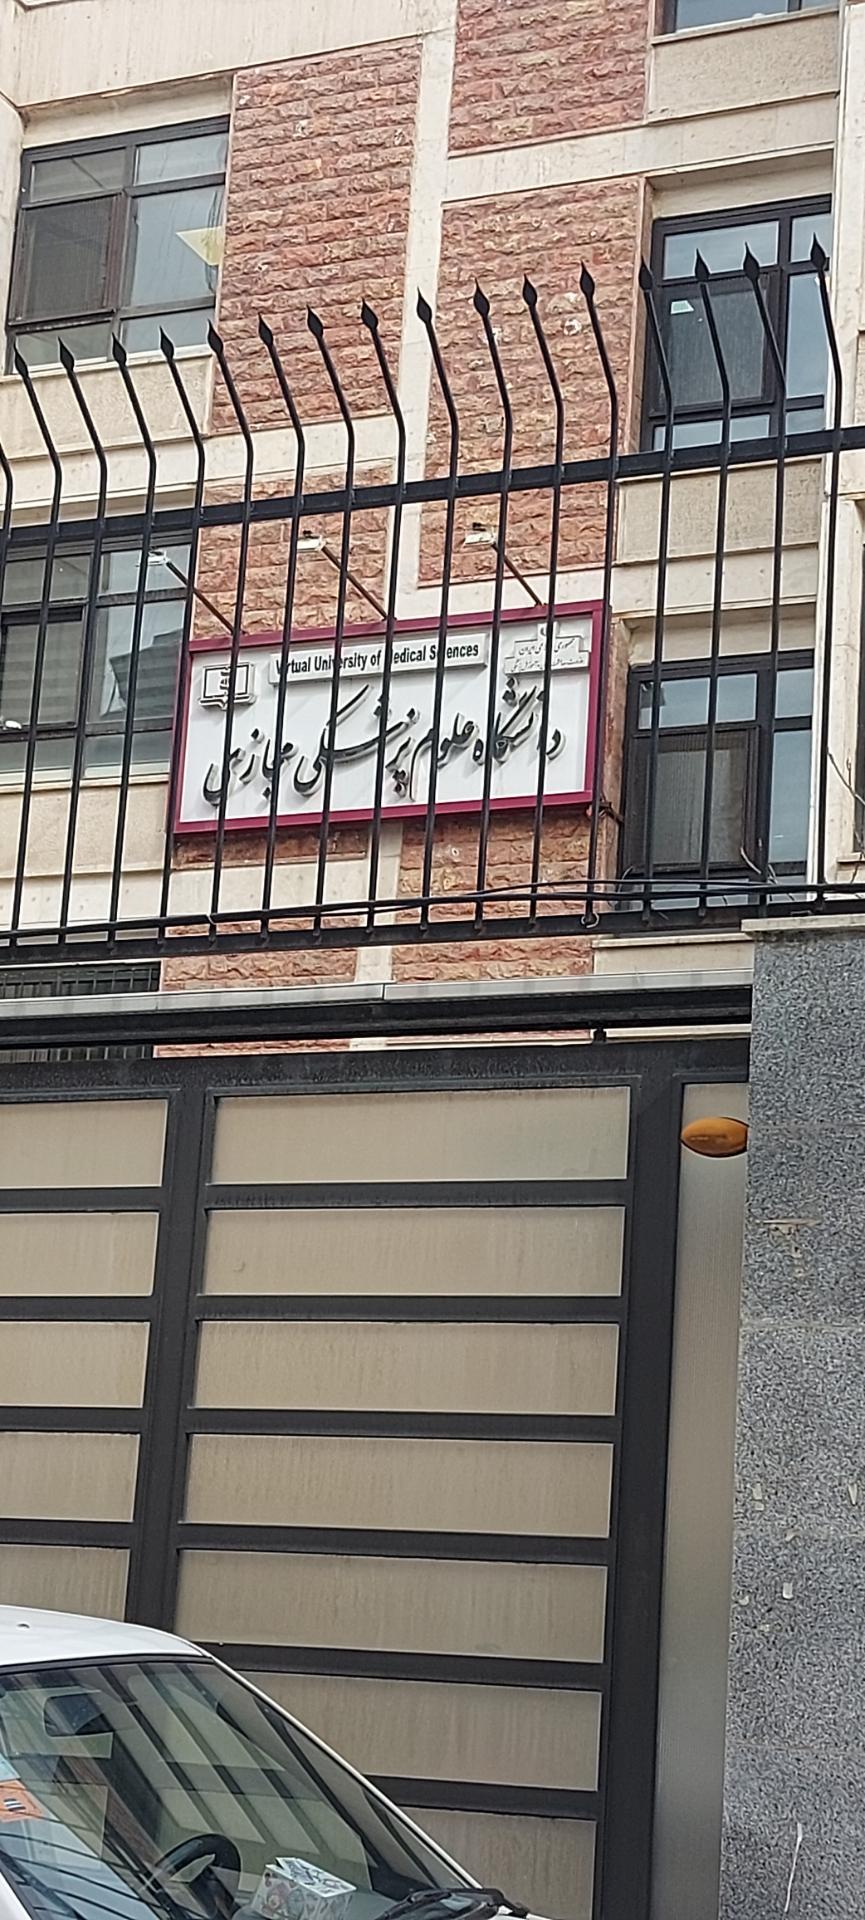 Virtual University of Medical Sciences
دانشگاه علوم پزشکی مجازی